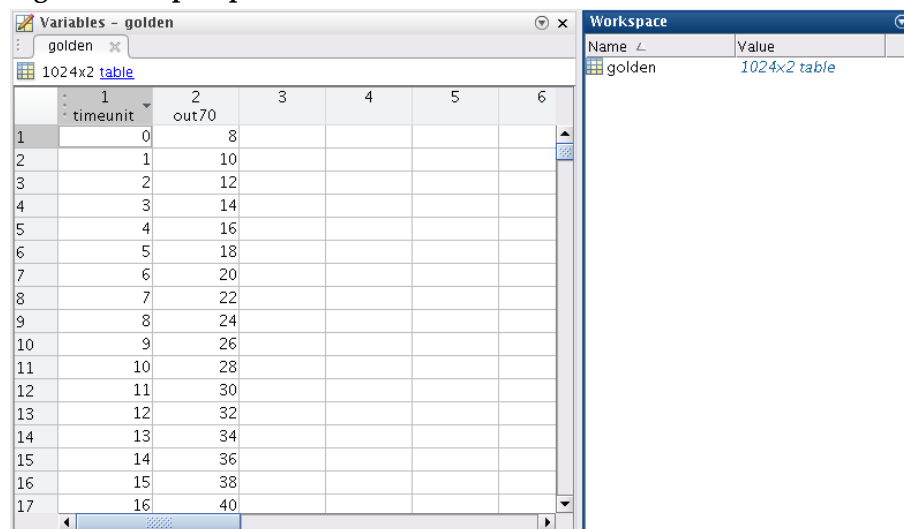 Variables - golden
golden
1024x2 table
1 2 3 4 5 6
timeunit out70
1 0 8
2 1 10
3 2 12
4 3 14
5 4 16
6 5 18
7 6 20
8 7 22
9 8 24
10 9 26
11 10 28
12 11 30
13 12 32
14 13 34
15 14 36
16 15 38
17 16 40
Workspace
Name Value
golden 1024x2 table